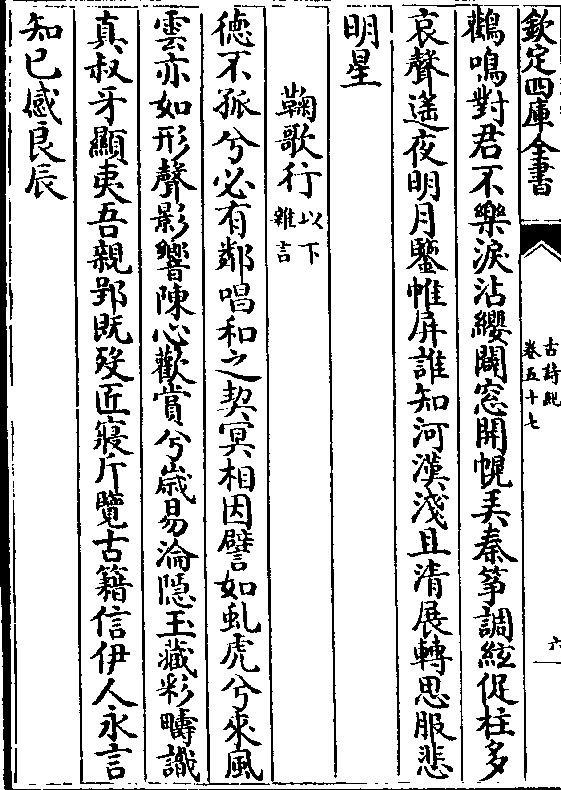 欽定四庫全書
古詩紀
卷五十七
六
鶴鳴對君不樂淚沾纓闢窓開幌弄秦筝調絃促柱多
哀聲遥夜明月鑒帷屏誰知河漢淺且清展轉思服悲
明星
鞠歌行以下雜言
徳不孤兮必有鄰唱和之契冥相因譬如虬虎兮來風
雲亦如形聲影響陳心歡賞兮歳易淪隠玉藏彩疇識
真叔牙顯夷吾親郢既殁匠寢斤覽古籍信伊人永言
知已感良辰